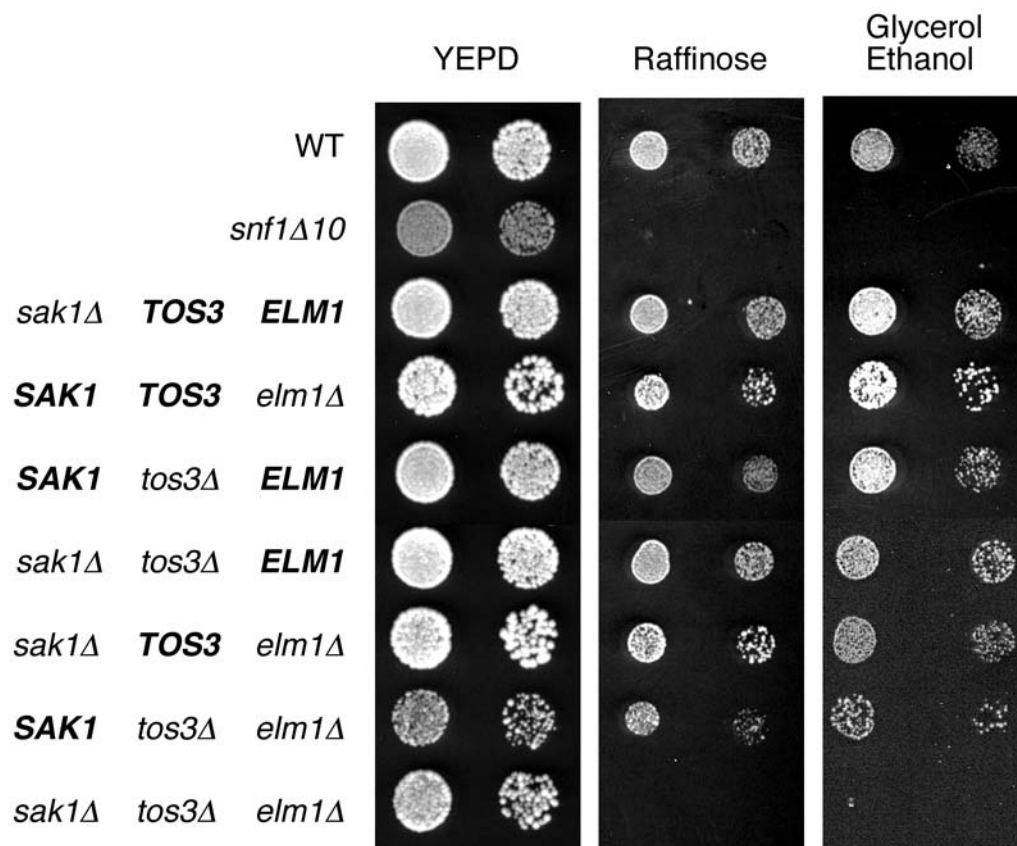 YEPD Raffinose Glycerol Ethanol
WT
snf1Δ10
sak1Δ TOS3 ELM1
SAK1 TOS3 elm1Δ
SAK1 tos3Δ ELM1
sak1Δ tos3Δ ELM1
sak1Δ TOS3 elm1Δ
SAK1 tos3Δ elm1Δ
sak1Δ tos3Δ elm1Δ